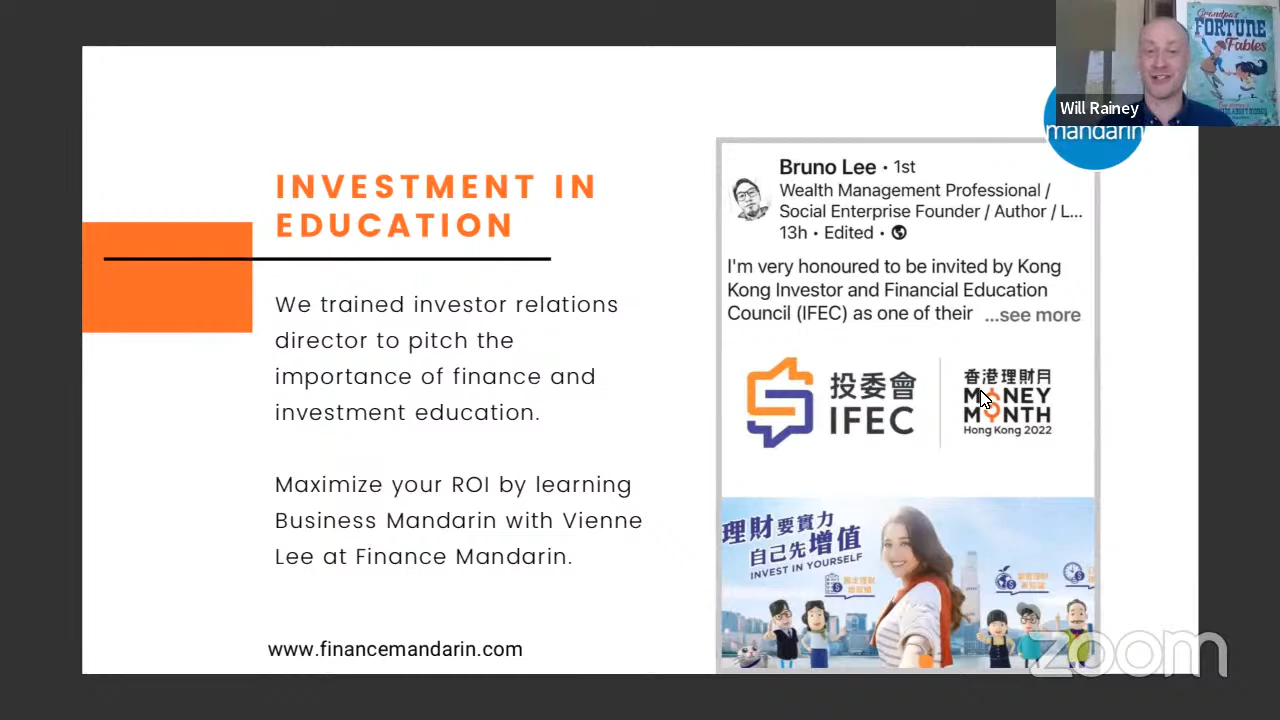 Grandpa's
FORTUNE
Fables
Will Rainey
mandarin
INVESTMENT IN
EDUCATION
We trained investor relations
director to pitch the
importance of finance and
investment education.
Maximize your ROI by learning
Business Mandarin with Vienne
Lee at Finance Mandarin.
www.financemandarin.com
Bruno Lee • 1st
Wealth Management Professional /
Social Enterprise Founder / Author / L...
13h • Edited •
I'm very honoured to be invited by Kong
Kong Investor and Financial Education
Council (IFEC) as one of their ...see more
投委會
IFEC
香港理財月
MONEY
MONTH
Hong Kong 2022
理財要實力
自己先增值
INVEST IN YOURSELF
zoom